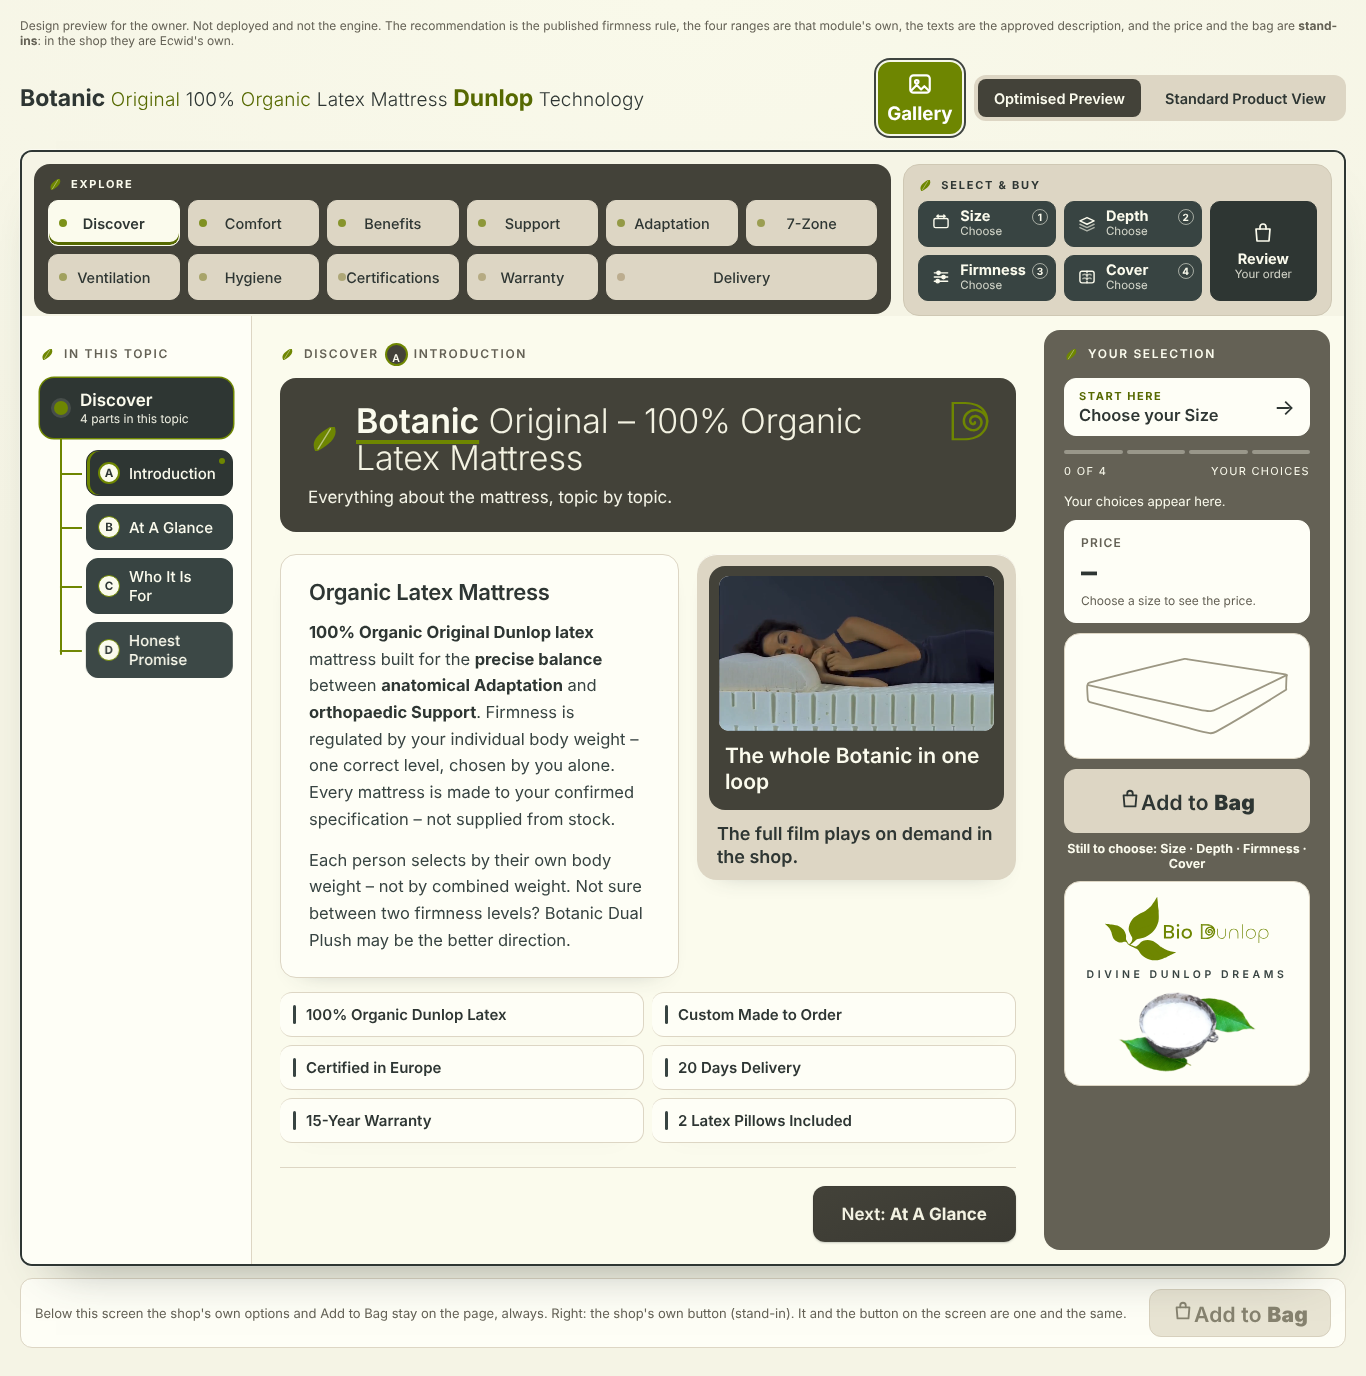 Design preview for the owner. Not deployed and not the engine. The recommendation is the published firmness rule, the four ranges are that module's own, the texts are the approved description, and the price and the bag are stand-
ins: in the shop they are Ecwid's own.
Botanic Original 100% Organic Latex Mattress Dunlop Technology
Gallery
Optimised Preview
Standard Product View
EXPLORE
Discover
Comfort
Benefits
Support
Adaptation
7-Zone
Ventilation
Hygiene
Certifications
Warranty
Delivery
SELECT & BUY
Size
Choose
1
Depth
Choose
2
Firmness
Choose
3
Cover
Choose
4
Review
Your order
IN THIS TOPIC
Discover
4 parts in this topic
A Introduction
B At A Glance
C Who It Is
For
D Honest
Promise
DISCOVER A INTRODUCTION
Botanic Original – 100% Organic
Latex Mattress
Everything about the mattress, topic by topic.
Organic Latex Mattress
100% Organic Original Dunlop latex
mattress built for the precise balance
between anatomical Adaptation and
orthopaedic Support. Firmness is
regulated by your individual body weight –
one correct level, chosen by you alone.
Every mattress is made to your confirmed
specification – not supplied from stock.
Each person selects by their own body
weight – not by combined weight. Not sure
between two firmness levels? Botanic Dual
Plush may be the better direction.
The whole Botanic in one
loop
The full film plays on demand in
the shop.
100% Organic Dunlop Latex
Custom Made to Order
Certified in Europe
20 Days Delivery
15-Year Warranty
2 Latex Pillows Included
Next: At A Glance
YOUR SELECTION
START HERE
Choose your Size
0 OF 4
YOUR CHOICES
Your choices appear here.
PRICE
–
Choose a size to see the price.
Add to Bag
Still to choose: Size · Depth · Firmness ·
Cover
Bio Dunlop
DIVINE DUNLOP DREAMS
Below this screen the shop's own options and Add to Bag stay on the page, always. Right: the shop's own button (stand-in). It and the button on the screen are one and the same.
Add to Bag